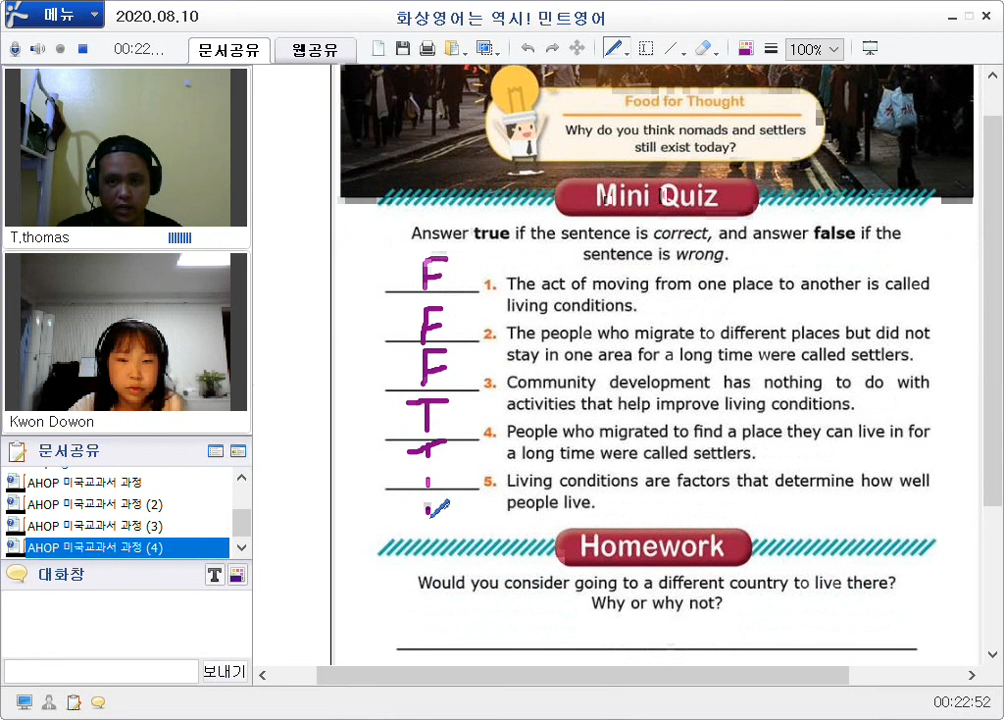 메뉴 2020.08.10 화상영어는 역시! 민트영어
00:22... 문서공유 웹공유 100%
T.thomas
Kwon Dowon
문서공유
AHOP 미국교과서 과정
AHOP 미국교과서 과정 (2)
AHOP 미국교과서 과정 (3)
AHOP 미국교과서 과정 (4)
대화창
T
보내기
Food for Thought
Why do you think nomads and settlers
still exist today?
Mini Quiz
Answer true if the sentence is correct, and answer false if the
sentence is wrong.
F 1. The act of moving from one place to another is called
living conditions.
F 2. The people who migrate to different places but did not
stay in one area for a long time were called settlers.
F 3. Community development has nothing to do with
activities that help improve living conditions.
T 4. People who migrated to find a place they can live in for
a long time were called settlers.
T 5. Living conditions are factors that determine how well
people live.
Homework
Would you consider going to a different country to live there?
Why or why not?
00:22:52